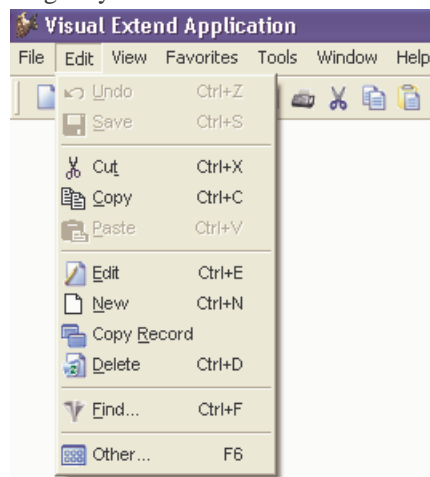 Visual Extend Application
File Edit View Favorites Tools Window Help
Undo Ctrl+Z
Save Ctrl+S
Cut Ctrl+X
Copy Ctrl+C
Paste Ctrl+V
Edit Ctrl+E
New Ctrl+N
Copy Record
Delete Ctrl+D
Find... Ctrl+F
Other... F6